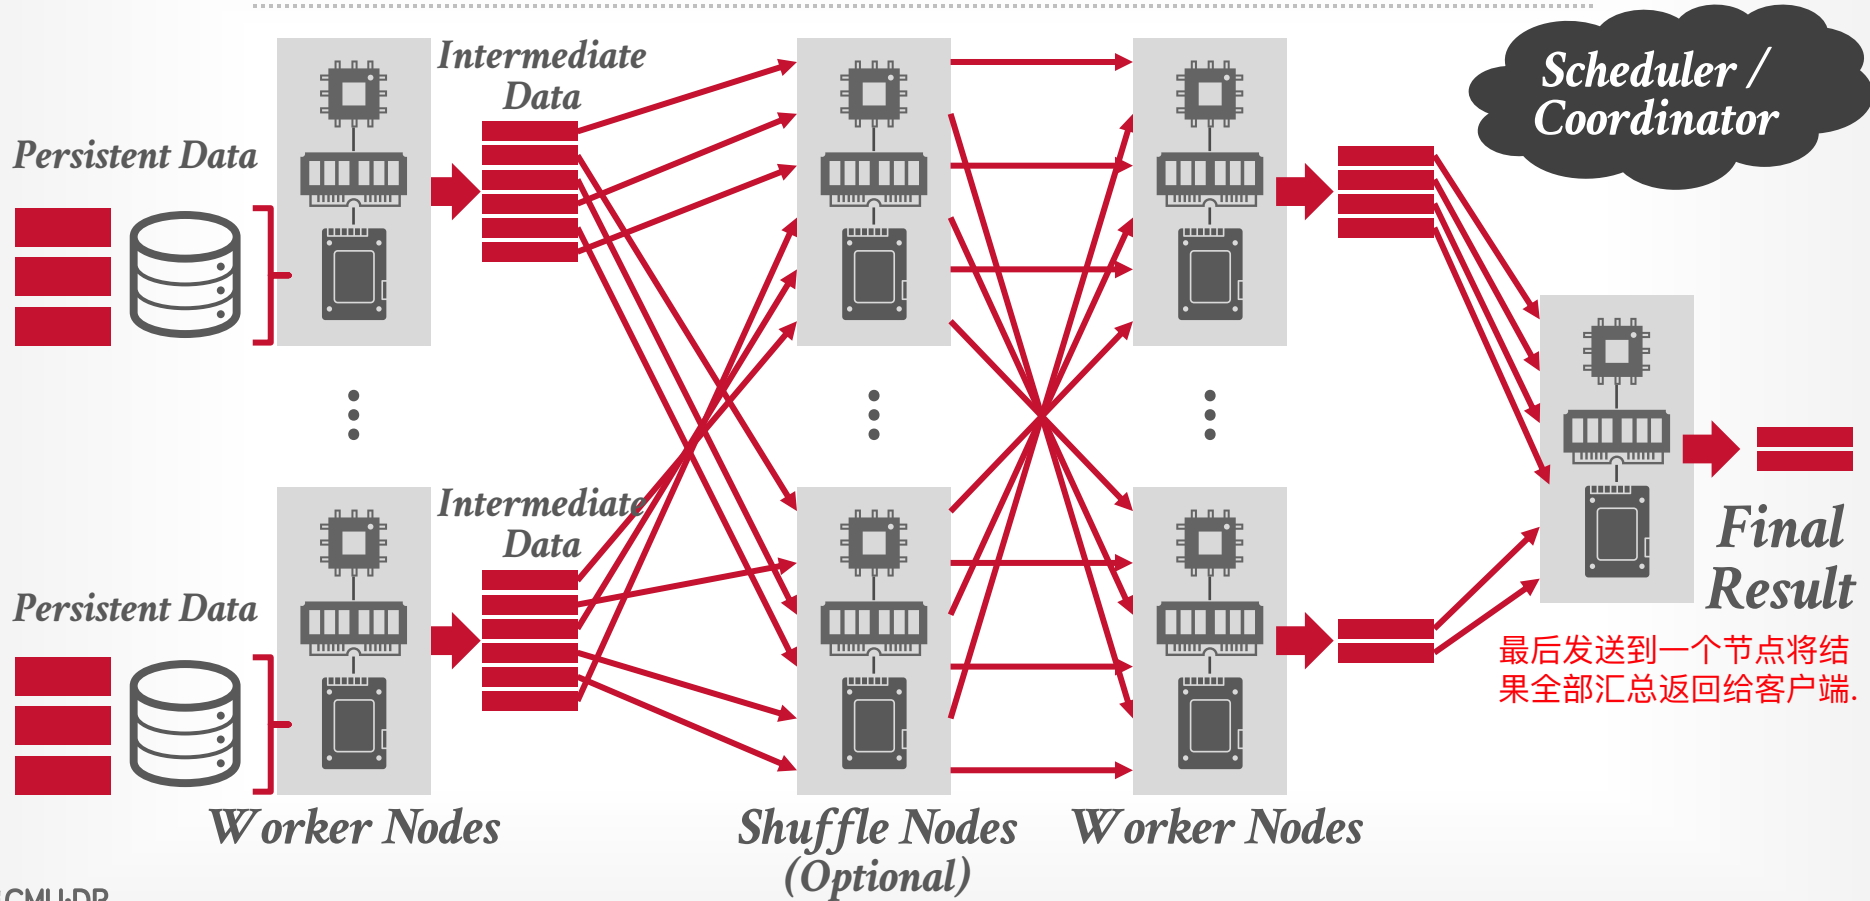 Scheduler /
Coordinator
Intermediate
Data
Persistent Data
Intermediate
Data
Persistent Data
Final
Result
最后发送到一个节点将结
果全部汇总返回给客户端.
Worker Nodes
Shuffle Nodes
(Optional)
Worker Nodes